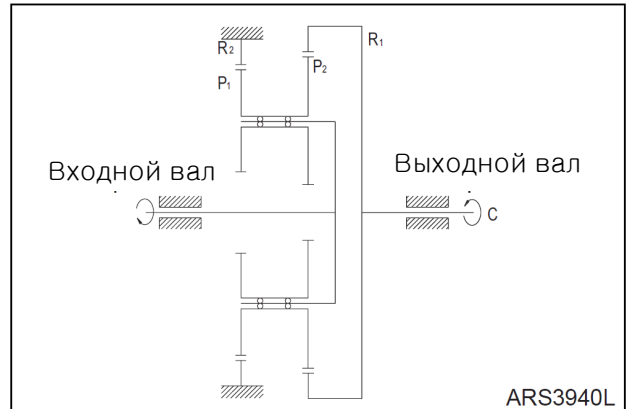 R₂
R₁
P₁
P₂
Входной вал
Выходной вал
C
ARS3940L